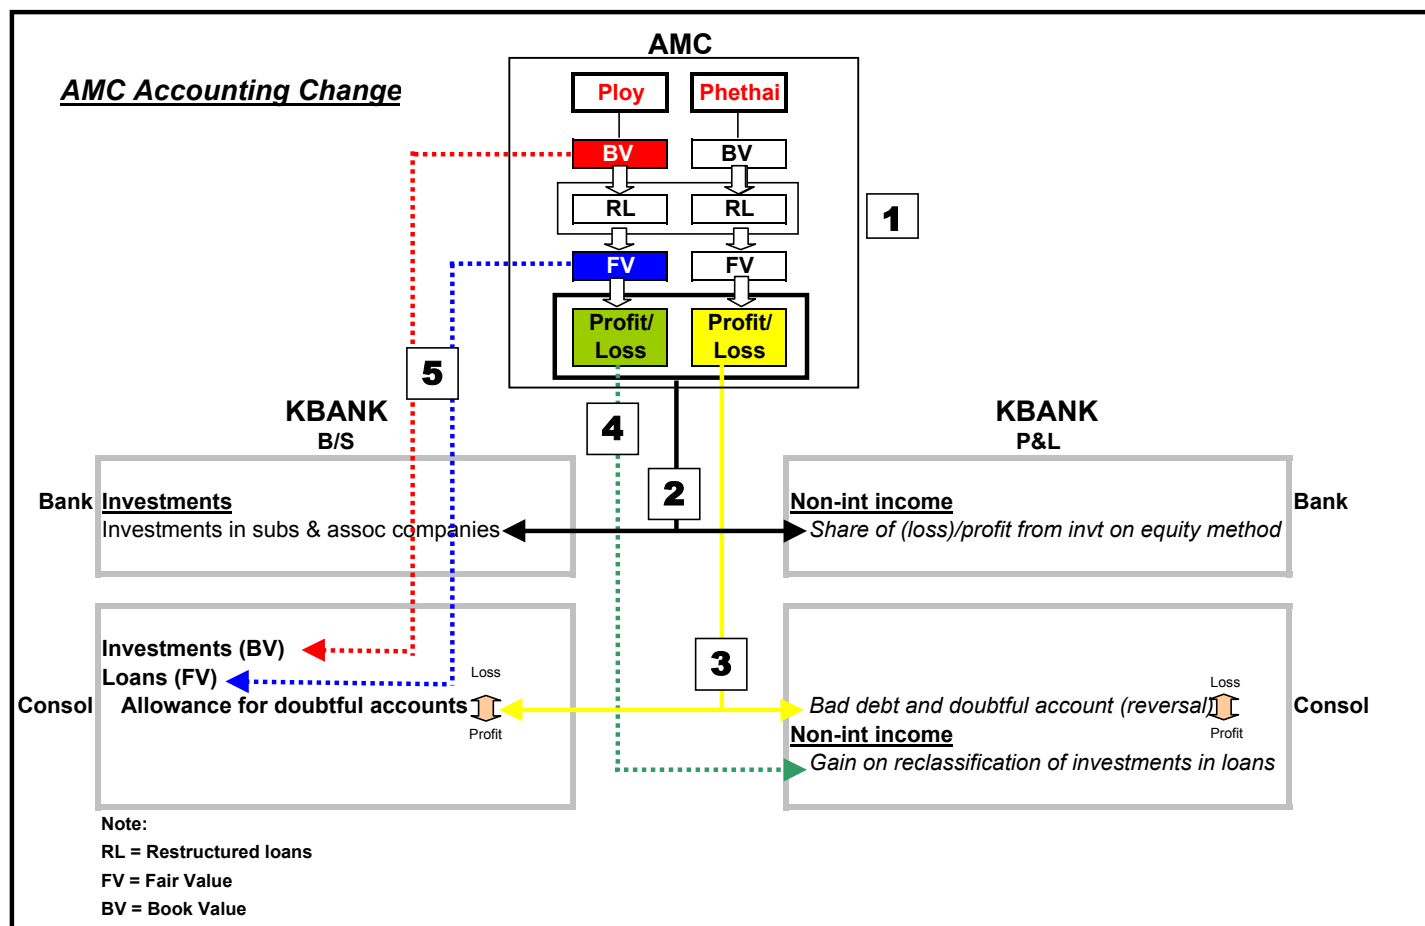 AMC
AMC Accounting Change
Ploy
Phethai
BV
BV
RL
RL
1
FV
FV
Profit/
Loss
Profit/
Loss
5
4
KBANK
B/S
KBANK
P&L
2
Bank
Investments
Investments in subs & assoc companies
Non-int income
Share of (loss)/profit from invt on equity method
Bank
3
Consol
Investments (BV)
Loans (FV)
Allowance for doubtful accounts
Loss
Profit
Bad debt and doubtful account (reversal)
Loss
Profit
Non-int income
Gain on reclassification of investments in loans
Consol
Note:
RL = Restructured loans
FV = Fair Value
BV = Book Value